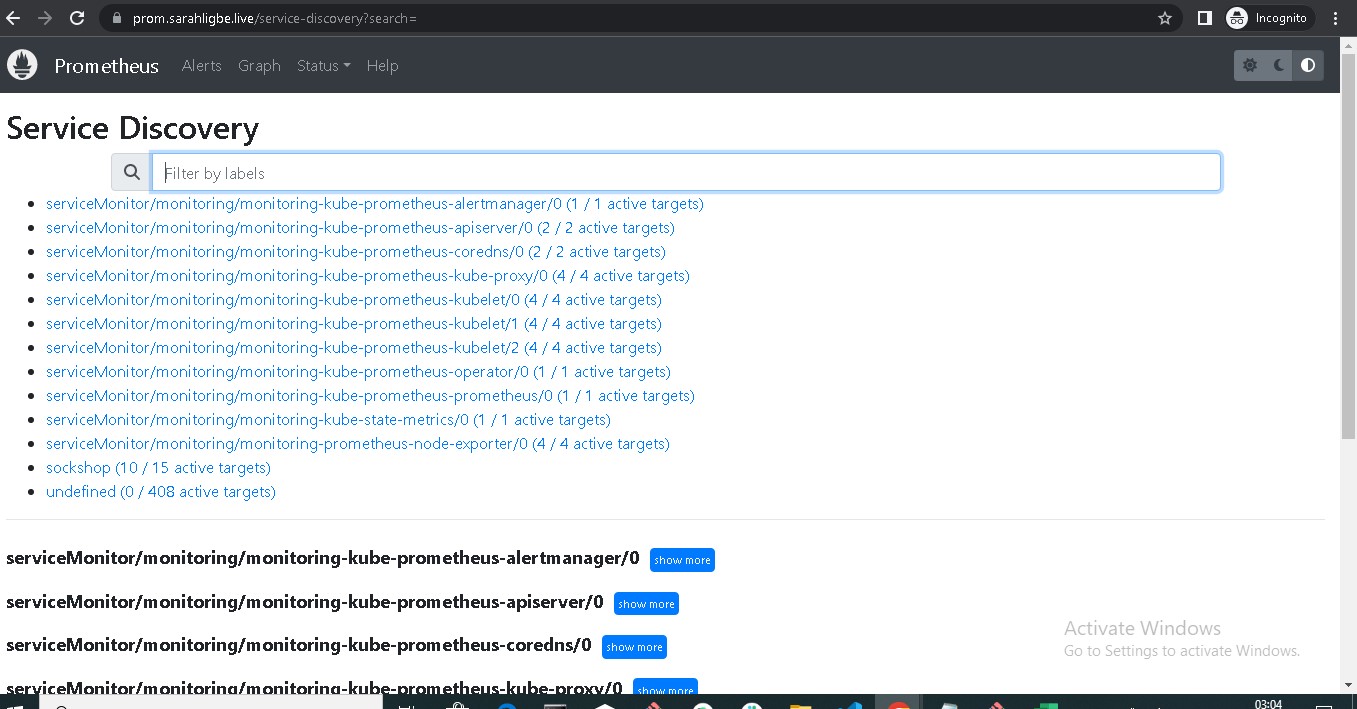 prom.sarahligbe.live/service-discovery?search=
Incognito
Prometheus Alerts Graph Status Help
Service Discovery
Filter by labels
serviceMonitor/monitoring/monitoring-kube-prometheus-alertmanager/0 (1 / 1 active targets)
serviceMonitor/monitoring/monitoring-kube-prometheus-apiserver/0 (2 / 2 active targets)
serviceMonitor/monitoring/monitoring-kube-prometheus-coredns/0 (2 / 2 active targets)
serviceMonitor/monitoring/monitoring-kube-prometheus-kube-proxy/0 (4 / 4 active targets)
serviceMonitor/monitoring/monitoring-kube-prometheus-kubelet/0 (4 / 4 active targets)
serviceMonitor/monitoring/monitoring-kube-prometheus-kubelet/1 (4 / 4 active targets)
serviceMonitor/monitoring/monitoring-kube-prometheus-kubelet/2 (4 / 4 active targets)
serviceMonitor/monitoring/monitoring-kube-prometheus-operator/0 (1 / 1 active targets)
serviceMonitor/monitoring/monitoring-kube-prometheus-prometheus/0 (1 / 1 active targets)
serviceMonitor/monitoring/monitoring-kube-state-metrics/0 (1 / 1 active targets)
serviceMonitor/monitoring/monitoring-prometheus-node-exporter/0 (4 / 4 active targets)
sockshop (10 / 15 active targets)
undefined (0 / 408 active targets)
serviceMonitor/monitoring/monitoring-kube-prometheus-alertmanager/0 show more
serviceMonitor/monitoring/monitoring-kube-prometheus-apiserver/0 show more
serviceMonitor/monitoring/monitoring-kube-prometheus-coredns/0 show more
serviceMonitor/monitoring/monitoring-kube-prometheus-kube-proxy/0 show more
Activate Windows
Go to Settings to activate Windows.
03:04